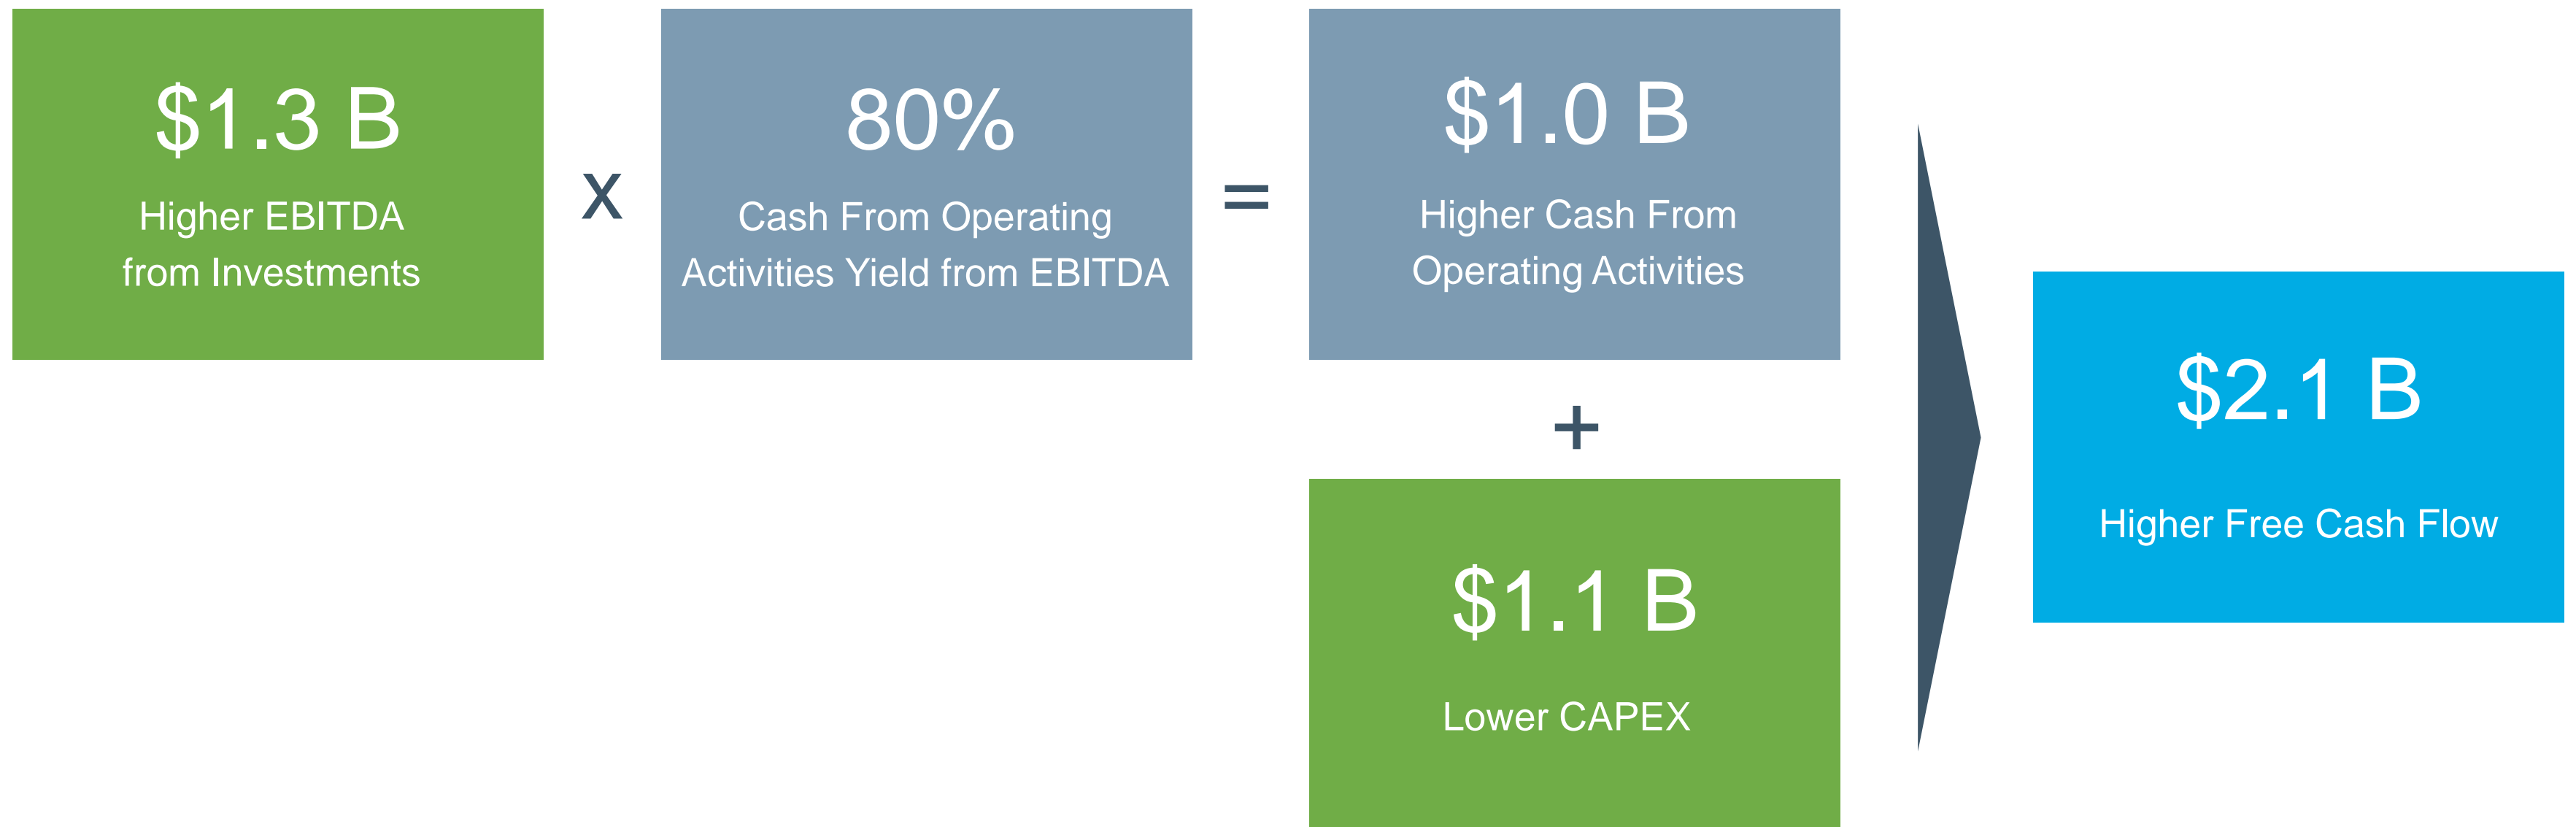 $1.3 B
Higher EBITDA
from Investments
x
80%
Cash From Operating
Activities Yield from EBITDA
=
$1.0 B
Higher Cash From
Operating Activities
+
$1.1 B
Lower CAPEX
$2.1 B
Higher Free Cash Flow